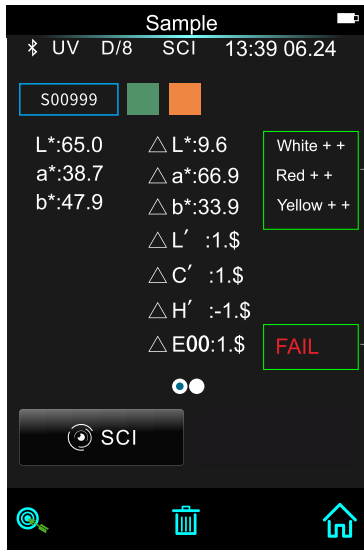 Sample
UV D/8 SCI 13:39 06.24
S00999
L*:65.0 △L*:9.6 White + +
a*:38.7 △a*:66.9 Red + +
b*:47.9 △b*:33.9 Yellow + +
△L′ :1.$
△C′ :1.$
△H′ :-1.$
△E00:1.$ FAIL
SCI